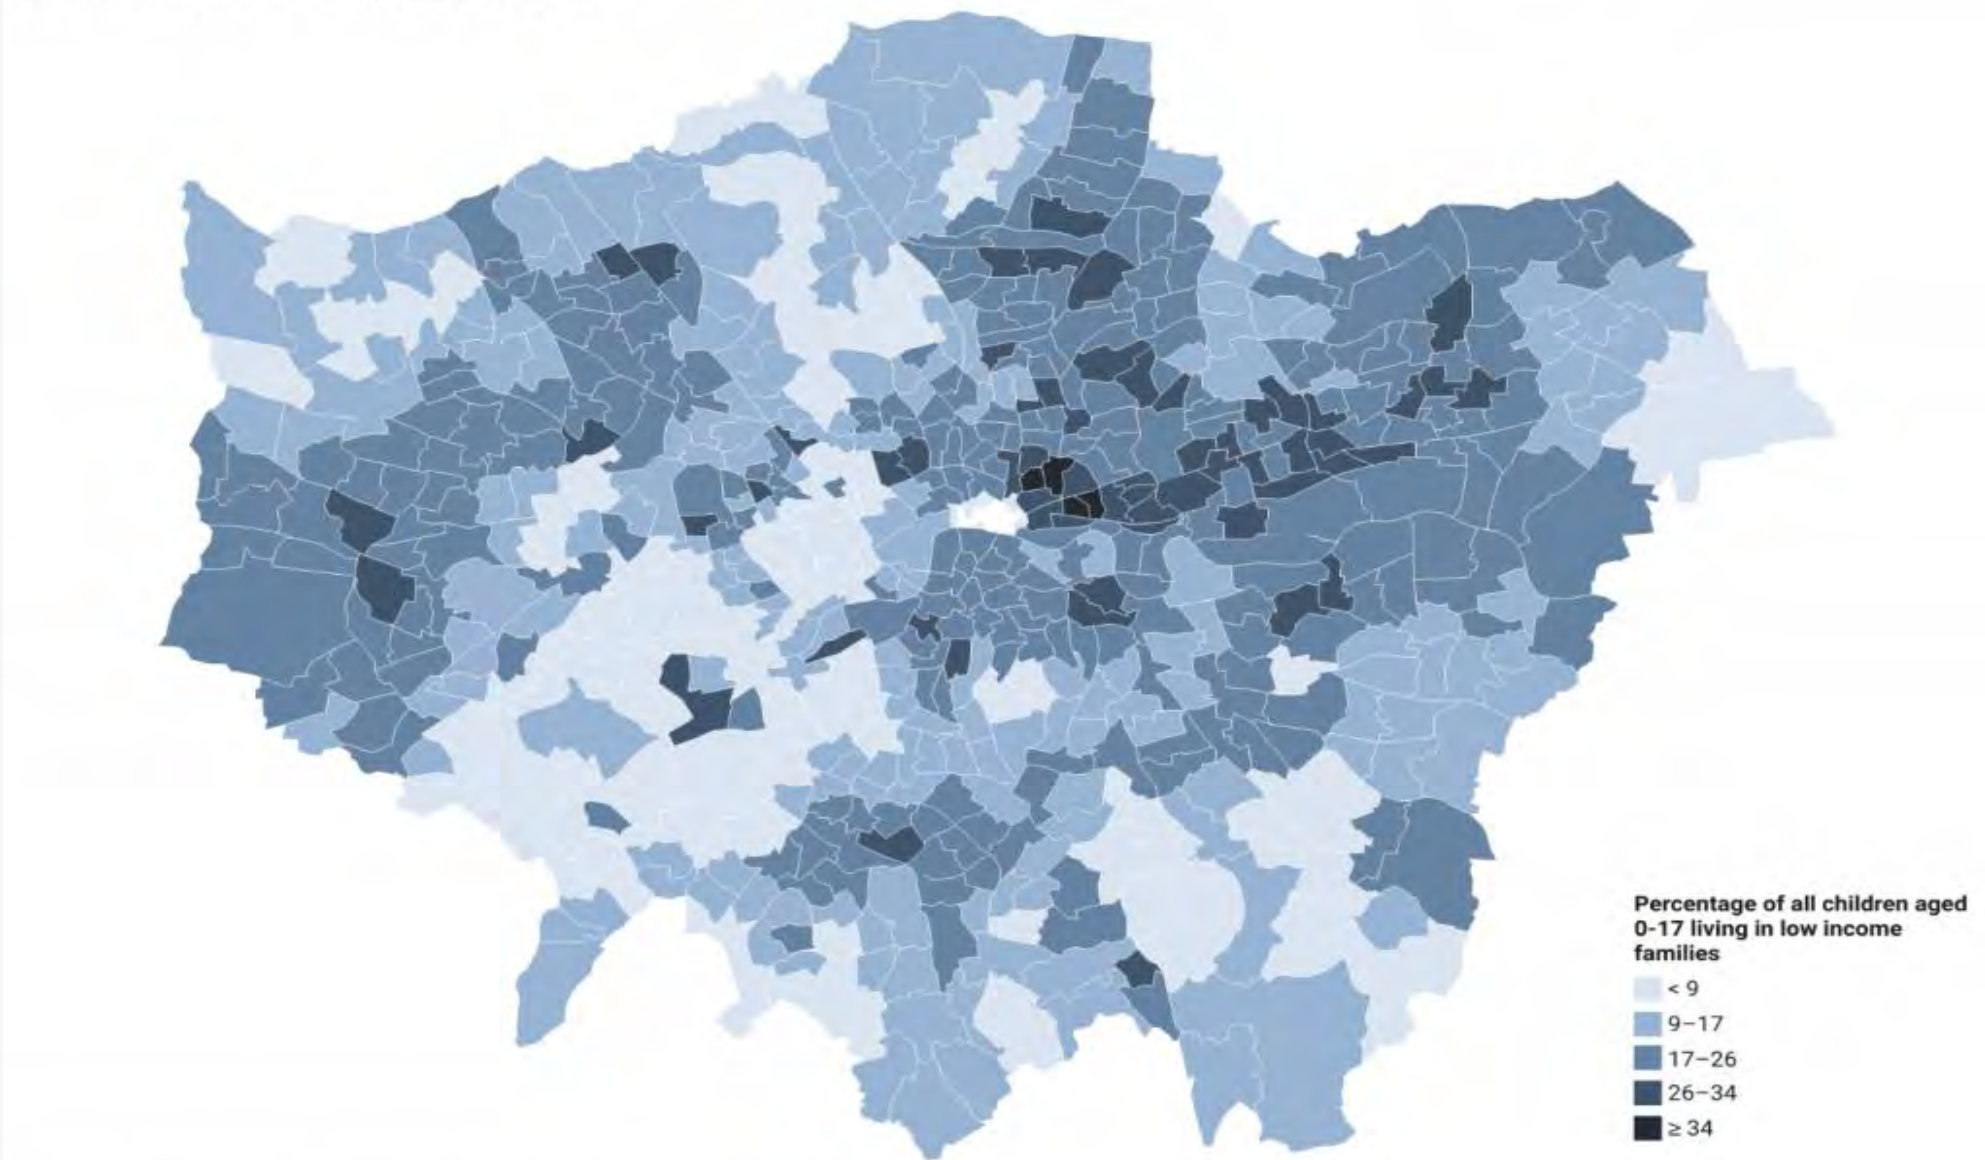 Percentage of all children aged
0-17 living in low income
families
< 9
9–17
17–26
26–34
≥ 34